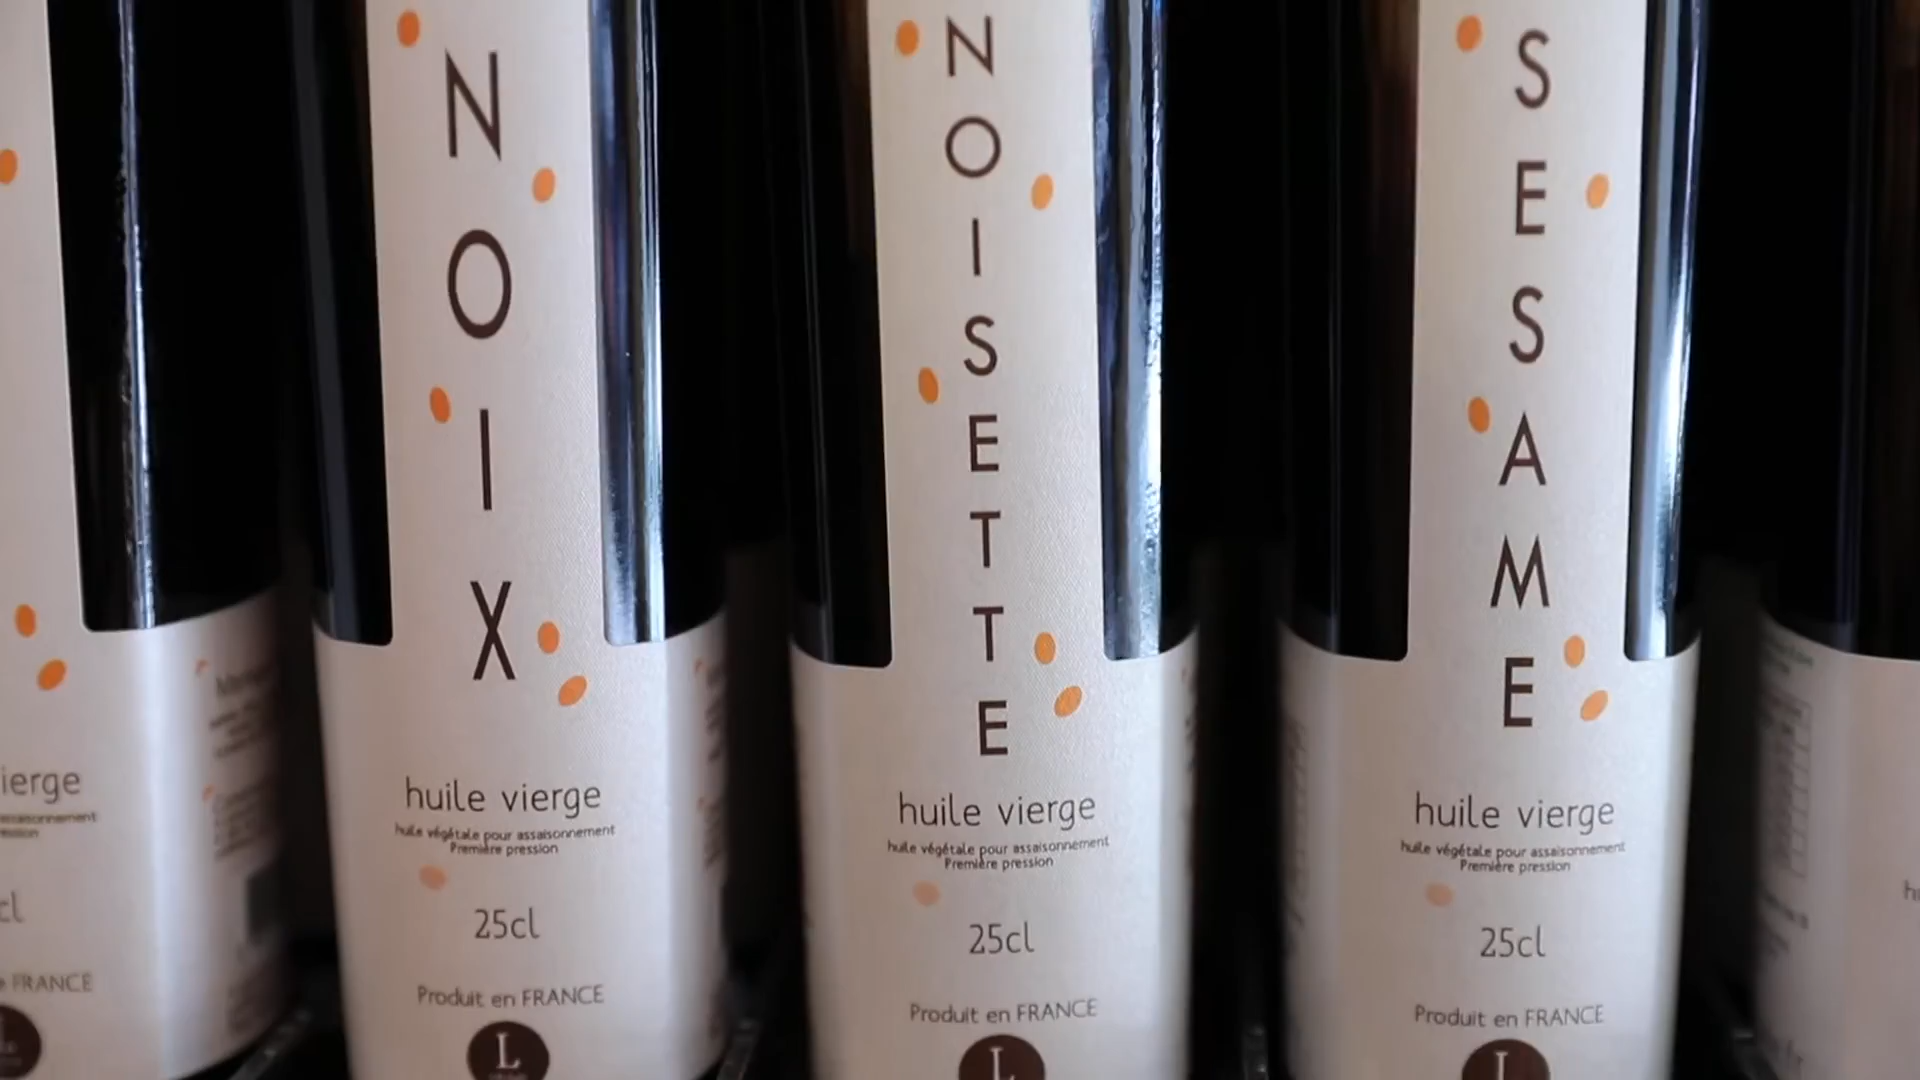 ierge
FRANCE
NOIX
huile vierge
huile végétale pour assaisonnement
Première pression
25cl
Produit en FRANCE
L
NOISETTE
huile vierge
huile végétale pour assaisonnement
Première pression
25cl
Produit en FRANCE
L
SESAME
huile vierge
huile végétale pour assaisonnement
Première pression
25cl
Produit en FRANCE
L